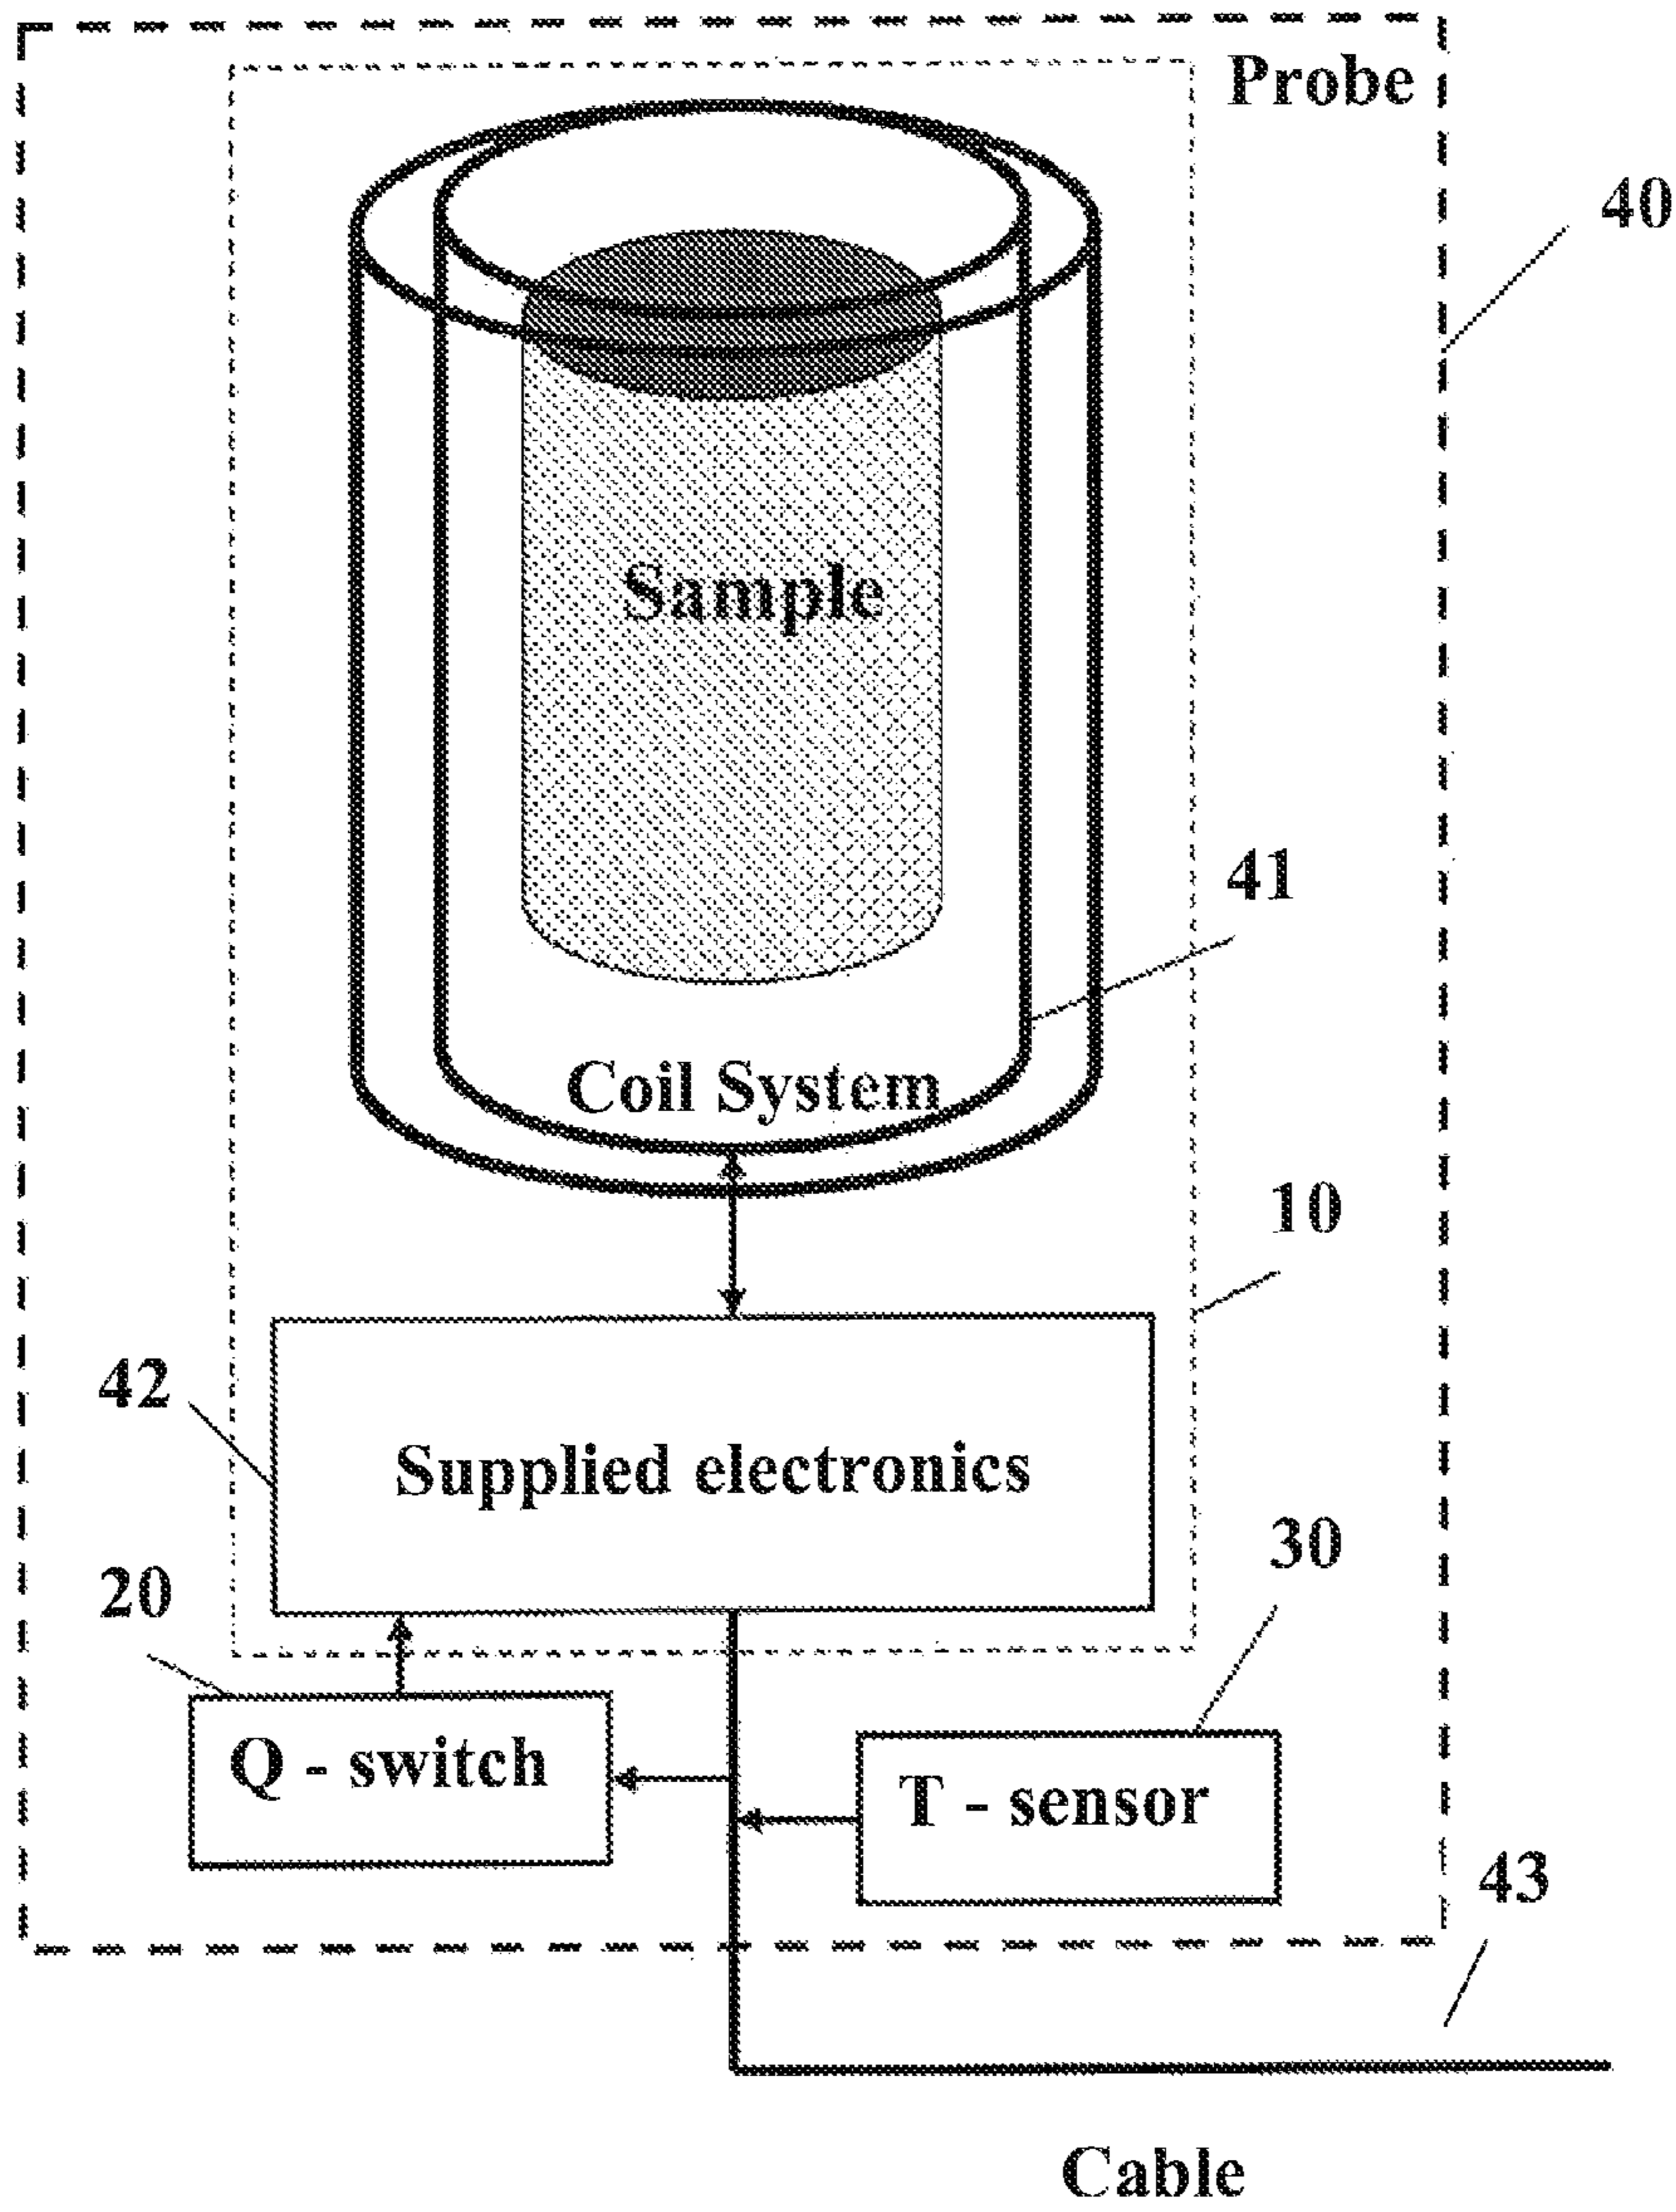 Probe
40
Sample
41
Coil System
10
42
Supplied electronics
30
20
Q - switch
T - sensor
43
Cable